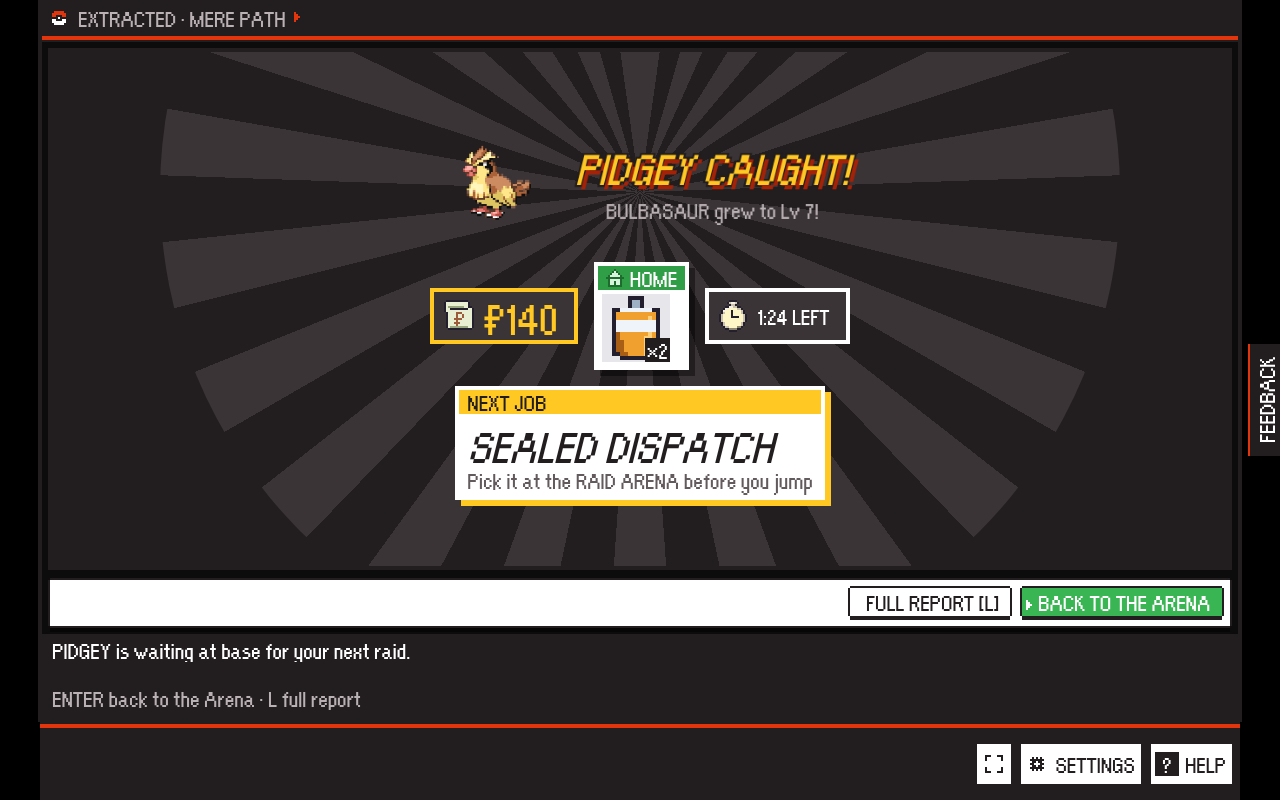 EXTRACTED · MERE PATH
PIDGEY CAUGHT!
BULBASAUR grew to Lv 7!
HOME
₽140
×2
1:24 LEFT
NEXT JOB
SEALED DISPATCH
Pick it at the RAID ARENA before you jump
FEEDBACK
FULL REPORT [L]
BACK TO THE ARENA
PIDGEY is waiting at base for your next raid.
ENTER back to the Arena · L full report
SETTINGS
? HELP